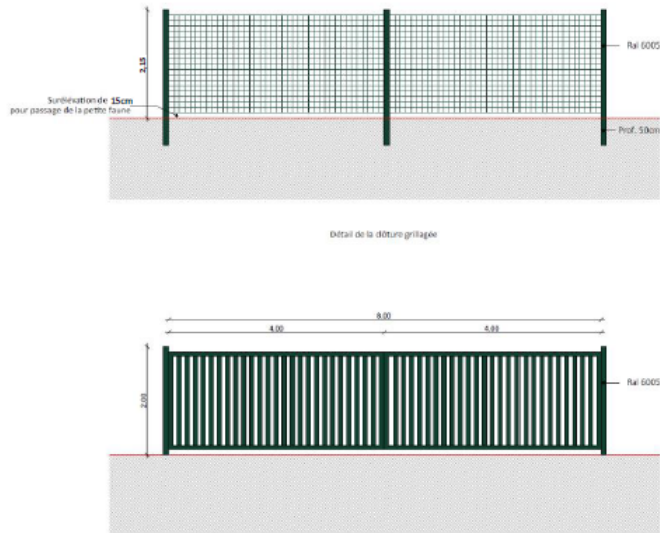 2,15
Ral 6005
Surélévation de 15cm
pour passage de la petite faune
Prof. 50cm
Détail de la clôture grillagée
8,00
4,00
4,00
2,00
Ral 6005